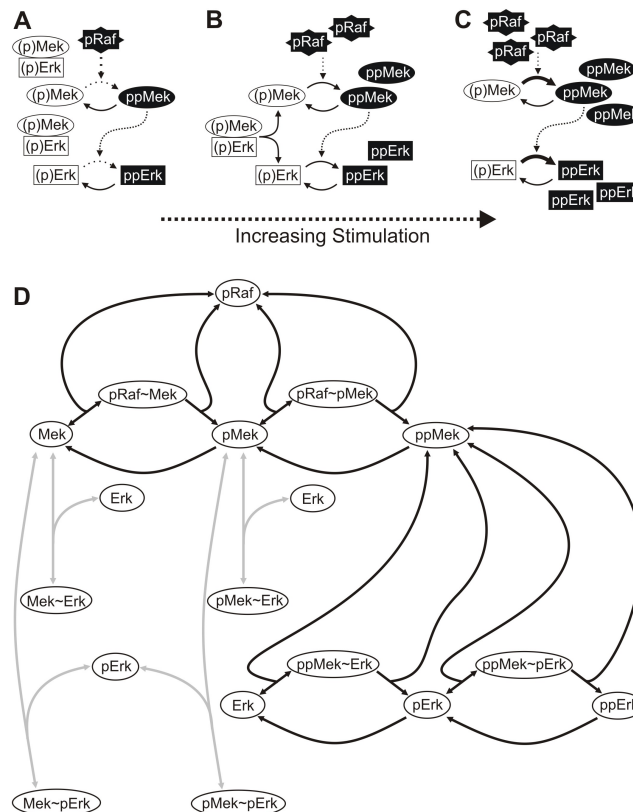 A
pRaf
(p)Mek
(p)Erk
(p)Mek
ppMek
(p)Mek
(p)Erk
(p)Erk
ppErk
B
pRaf
pRaf
ppMek
(p)Mek
ppMek
(p)Mek
(p)Erk
ppErk
(p)Erk
ppErk
C
pRaf
pRaf
pRaf
ppMek
(p)Mek
ppMek
ppMek
(p)Erk
ppErk
ppErk
ppErk
Increasing Stimulation
D
pRaf
pRaf~Mek
pRaf~pMek
Mek
pMek
ppMek
Erk
Erk
Mek~Erk
pMek~Erk
pErk
ppMek~Erk
ppMek~pErk
Erk
pErk
ppErk
Mek~pErk
pMek~pErk